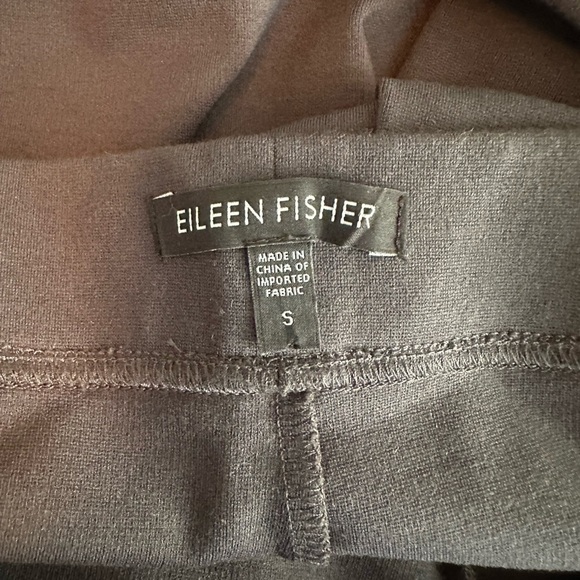 EILEEN FISHER
MADE IN
CHINA OF
IMPORTED
FABRIC
S